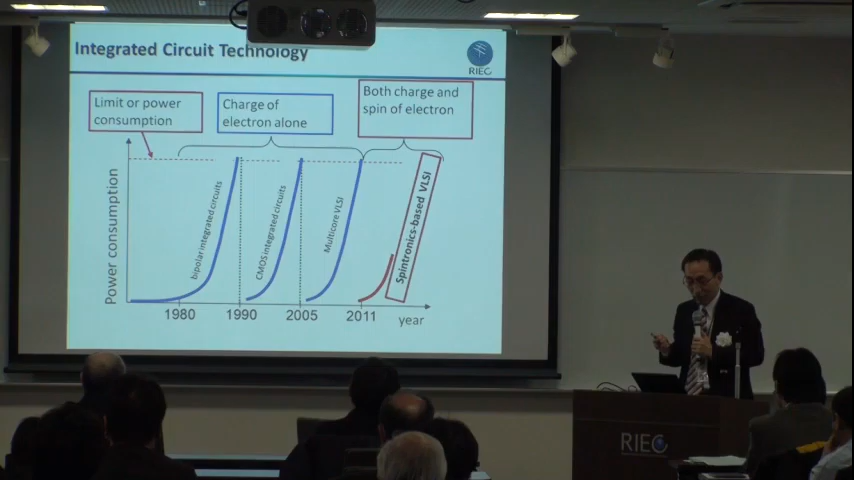 Integrated Circuit Technology
RIEC
Limit or power
consumption
Charge of
electron alone
Both charge and
spin of electron
Power consumption
bipolar integrated circuits
CMOS integrated circuits
Multicore VLSI
Spintronics-based VLSI
1980
1990
2005
2011
year
RIEC